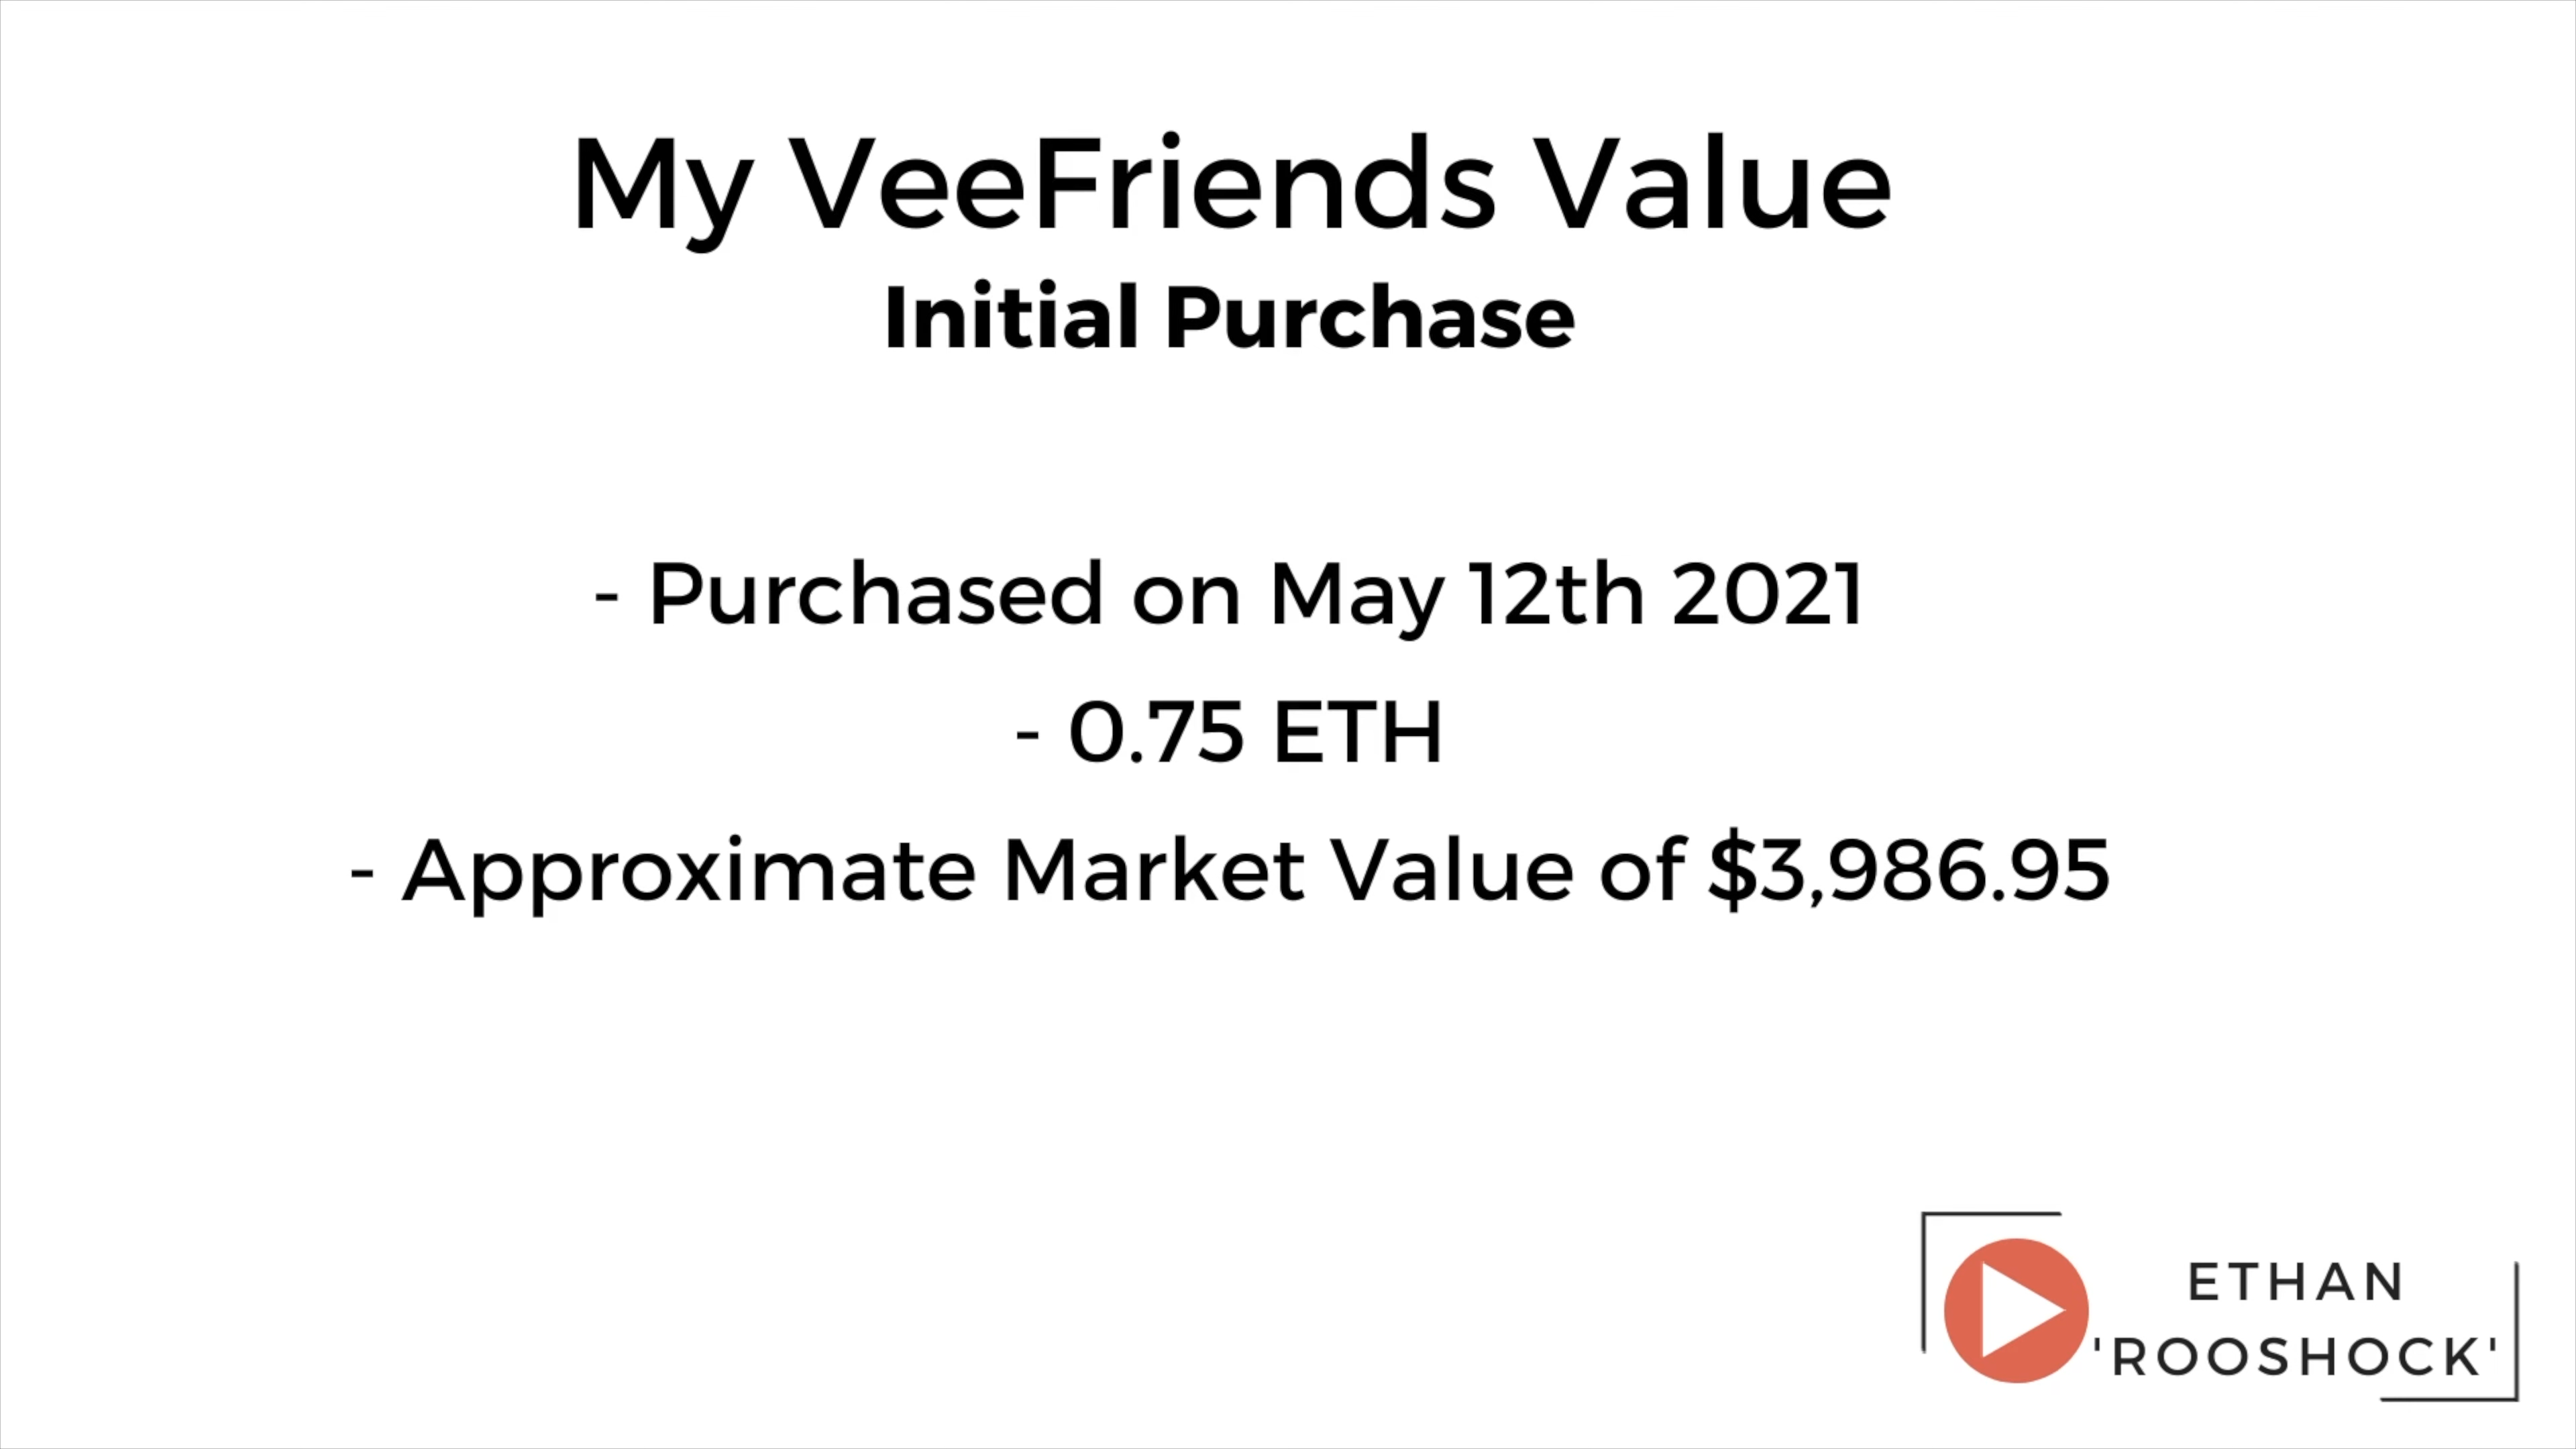 My VeeFriends Value
Initial Purchase
- Purchased on May 12th 2021
- 0.75 ETH
- Approximate Market Value of $3,986.95
ETHAN
'ROOSHOCK'